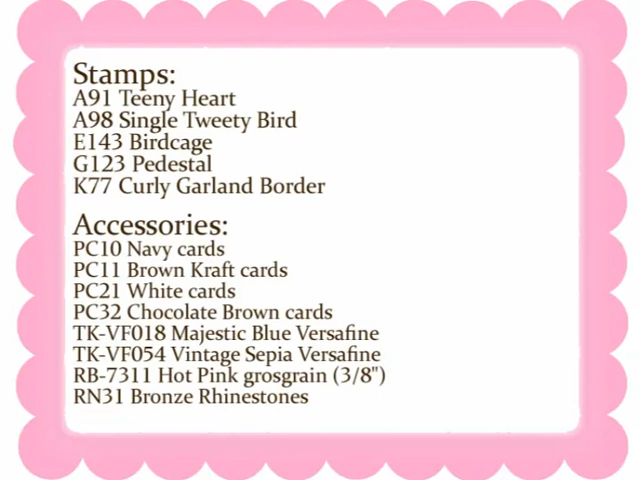 Stamps:
A91 Teeny Heart
A98 Single Tweety Bird
E143 Birdcage
G123 Pedestal
K77 Curly Garland Border
Accessories:
PC10 Navy cards
PC11 Brown Kraft cards
PC21 White cards
PC32 Chocolate Brown cards
TK-VF018 Majestic Blue Versafine
TK-VF054 Vintage Sepia Versafine
RB-7311 Hot Pink grosgrain (3/8")
RN31 Bronze Rhinestones